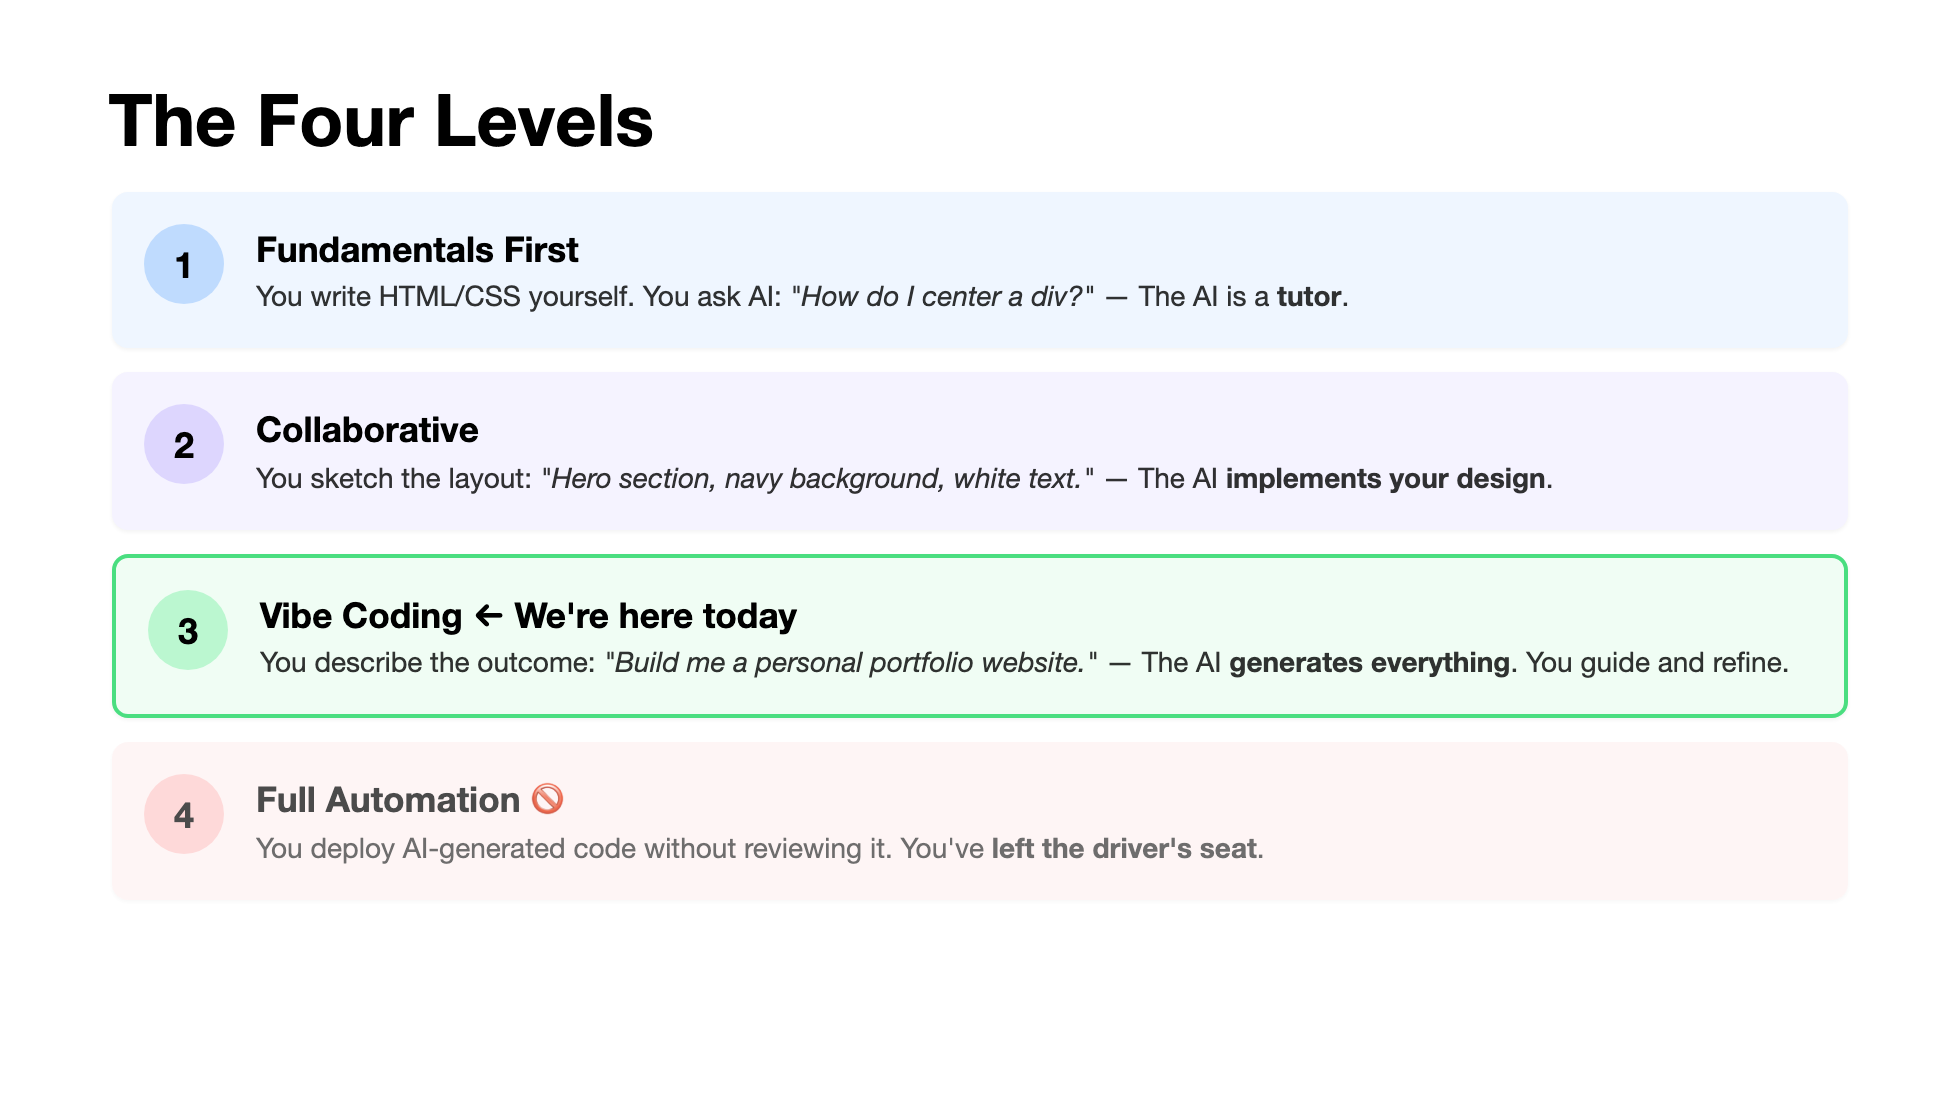 The Four Levels
1
Fundamentals First
You write HTML/CSS yourself. You ask AI: "How do I center a div?" — The AI is a tutor.
2
Collaborative
You sketch the layout: "Hero section, navy background, white text." — The AI implements your design.
3
Vibe Coding ← We're here today
You describe the outcome: "Build me a personal portfolio website." — The AI generates everything. You guide and refine.
4
Full Automation 🚫
You deploy AI-generated code without reviewing it. You've left the driver's seat.